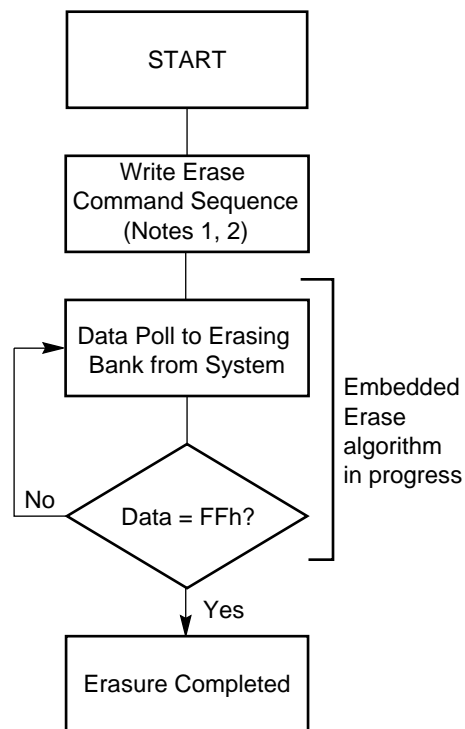 START
Write Erase
Command Sequence
(Notes 1, 2)
Data Poll to Erasing
Bank from System
Embedded
Erase
algorithm
in progress
No
Data = FFh?
Yes
Erasure Completed